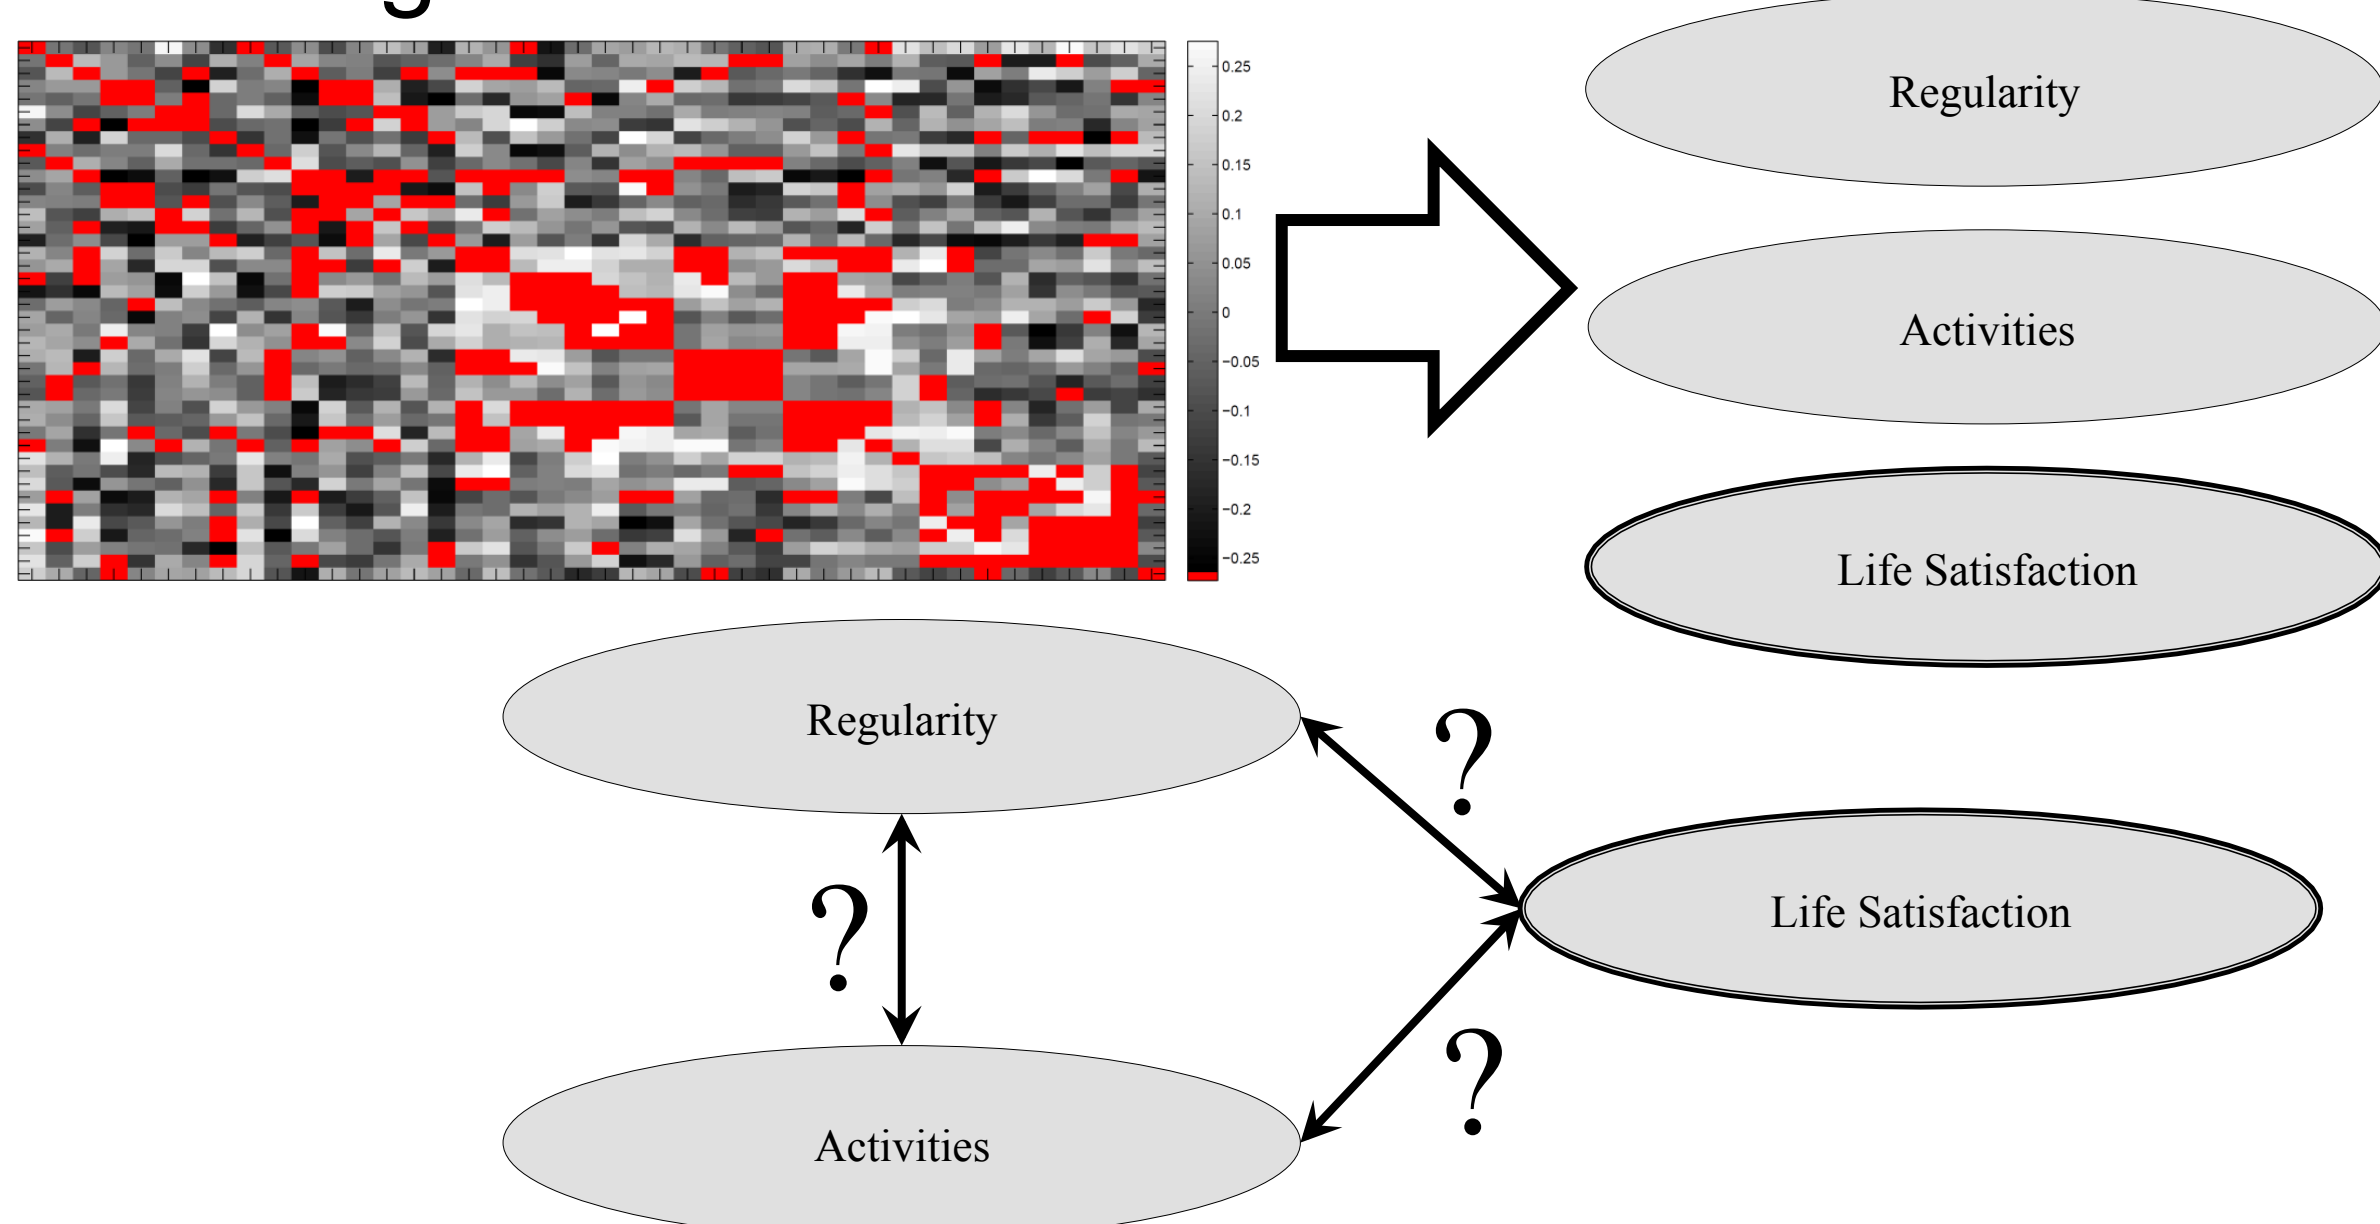 0.25
0.2
0.15
0.1
0.05
0
−0.05
−0.1
−0.15
−0.2
−0.25
Regularity
Activities
Life Satisfaction
Regularity
?
?
Life Satisfaction
?
Activities